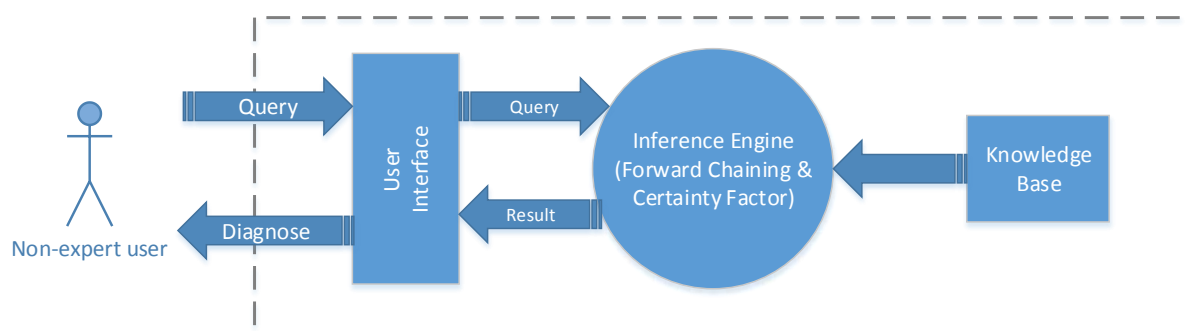 Query
Query
User
Interface
Inference Engine
(Forward Chaining &
Certainty Factor)
Knowledge
Base
Result
Diagnose
Non-expert user